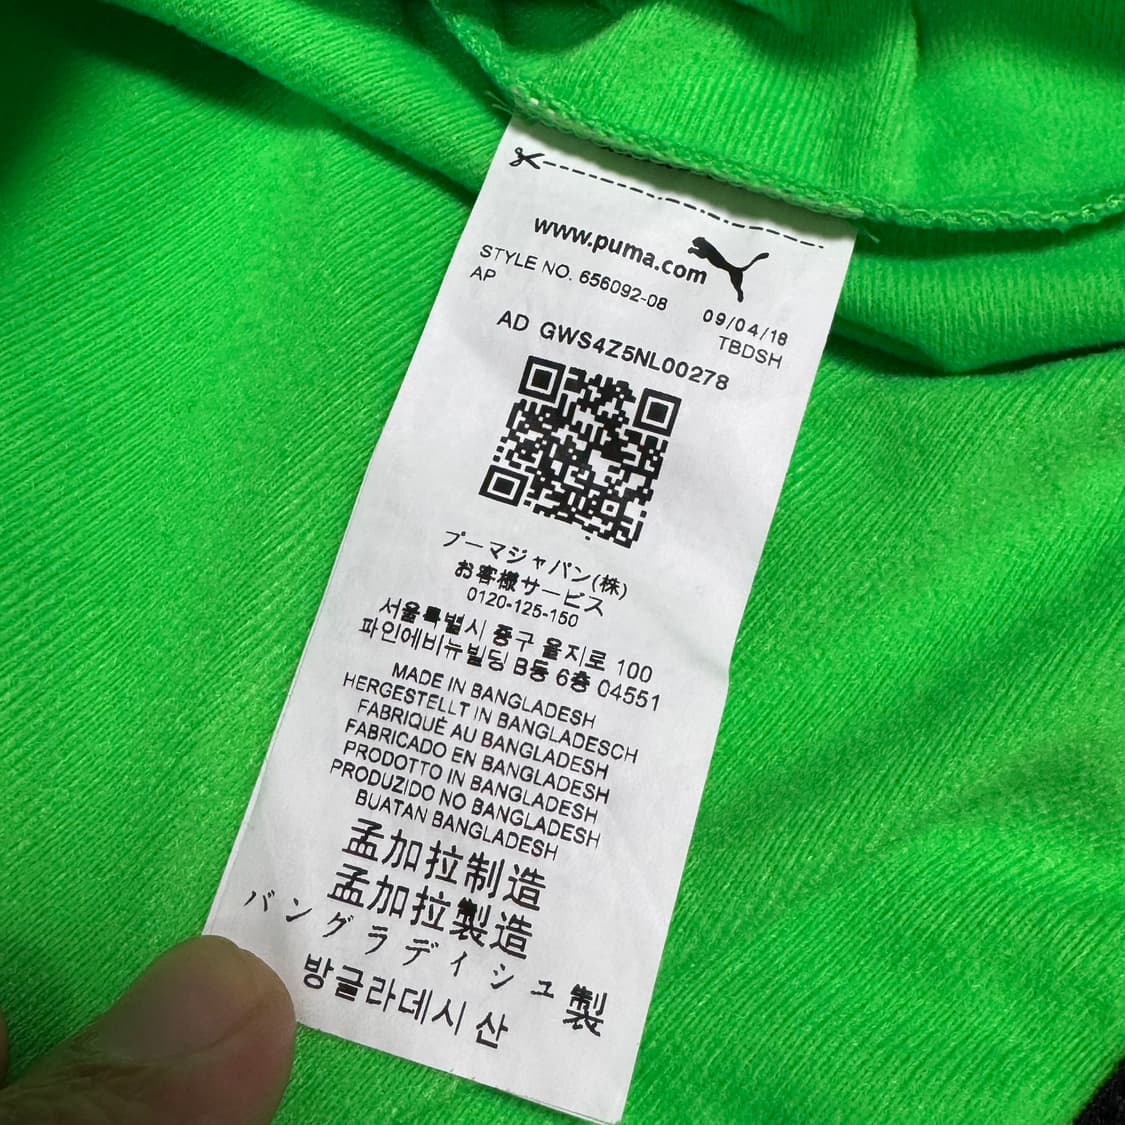 www.puma.com
STYLE NO. 656092-08
AP
09/04/18
TBDSH
AD GWS4Z5NL00278
プーマジャパン(株)
お客様サービス
0120-125-150
서울특별시 중구 을지로 100
파인에비뉴빌딩 B동 6층 04551
MADE IN BANGLADESH
HERGESTELLT IN BANGLADESCH
FABRIQUÉ AU BANGLADESH
FABRICADO EN BANGLADESH
PRODOTTO IN BANGLADESH
PRODUZIDO NO BANGLADESH
BUATAN BANGLADESH
孟加拉制造
孟加拉製造
バングラディシュ製
방글라데시 산